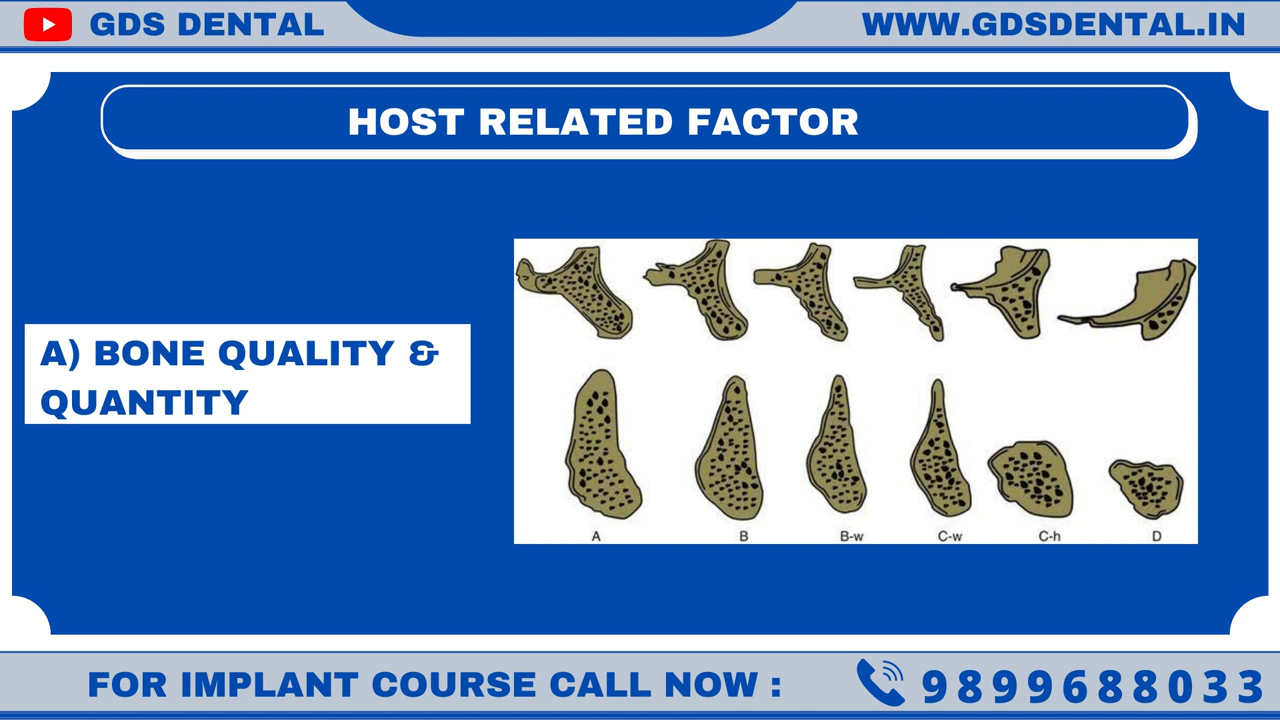 GDS DENTAL
WWW.GDSDENTAL.IN
HOST RELATED FACTOR
A) BONE QUALITY &
QUANTITY
A B B-w C-w C-h D
FOR IMPLANT COURSE CALL NOW : 9899688033